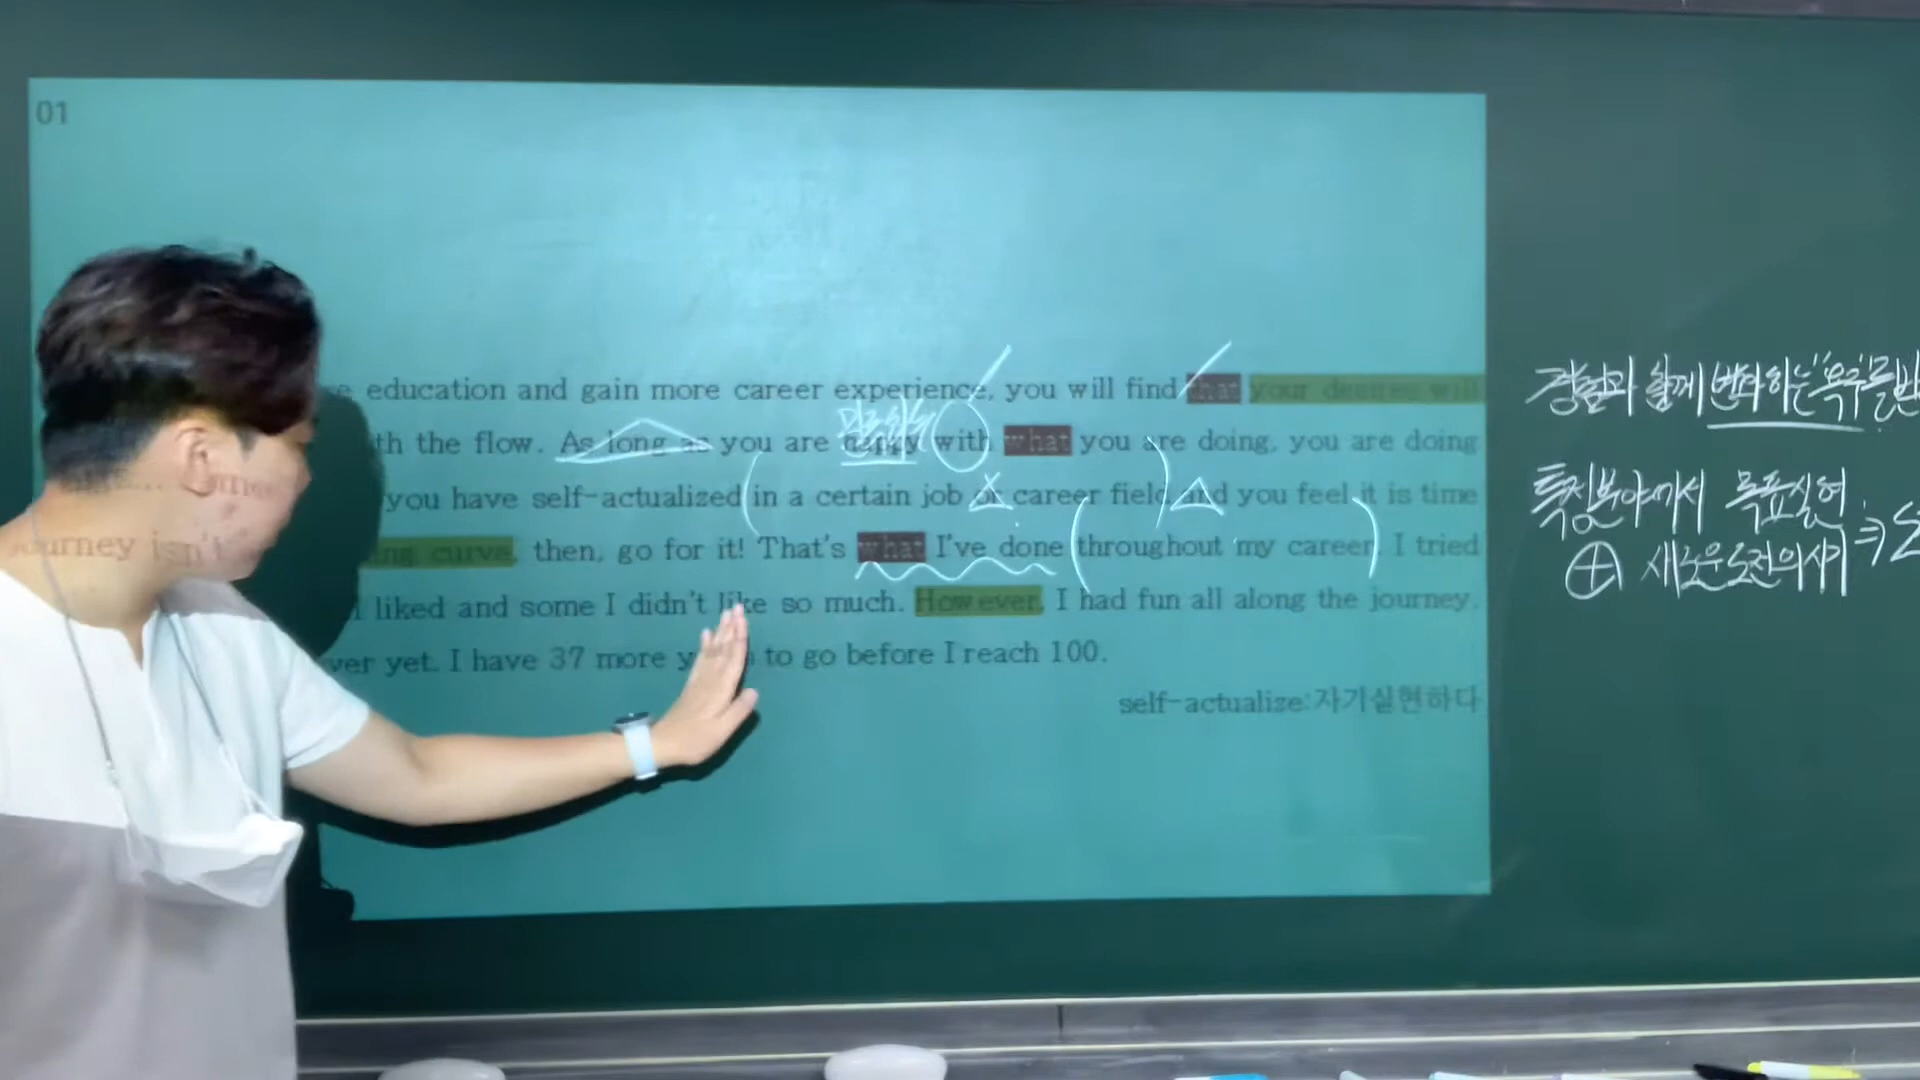 01
education and gain more career experience, you will find that your desires will
the flow. As long as you are happy with what you are doing, you are doing
you have self-actualized in a certain job or career field and you feel it is time
curve, then, go for it! That's what I've done throughout my career. I tried
I liked and some I didn't like so much. However, I had fun all along the journey.
journey isn't
yet. I have 37 more to go before I reach 100.
self-actualize:자기실현하다
경험과 함께 변화하는 "욕구"를
특정분야에서 목표실현
⊕ 새로운 도전의 시기 ⇒